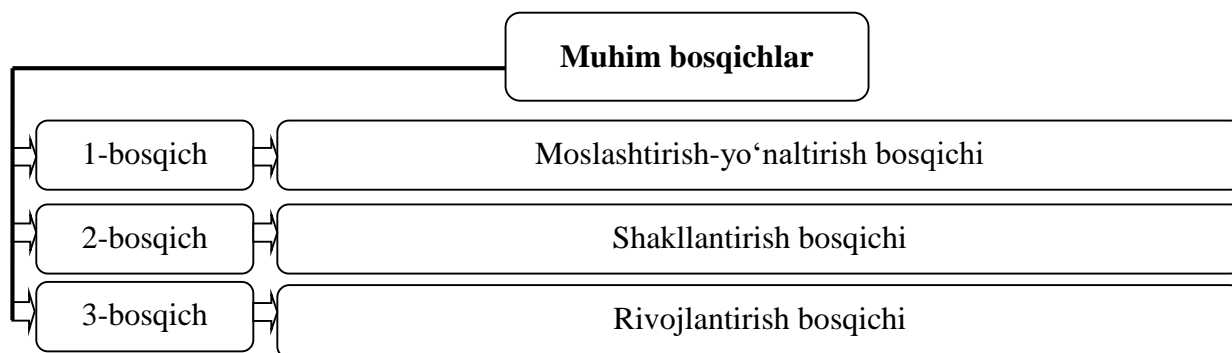 Muhim bosqichlar
1-bosqich
Moslashtirish-yo‘naltirish bosqichi
2-bosqich
Shakllantirish bosqichi
3-bosqich
Rivojlantirish bosqichi